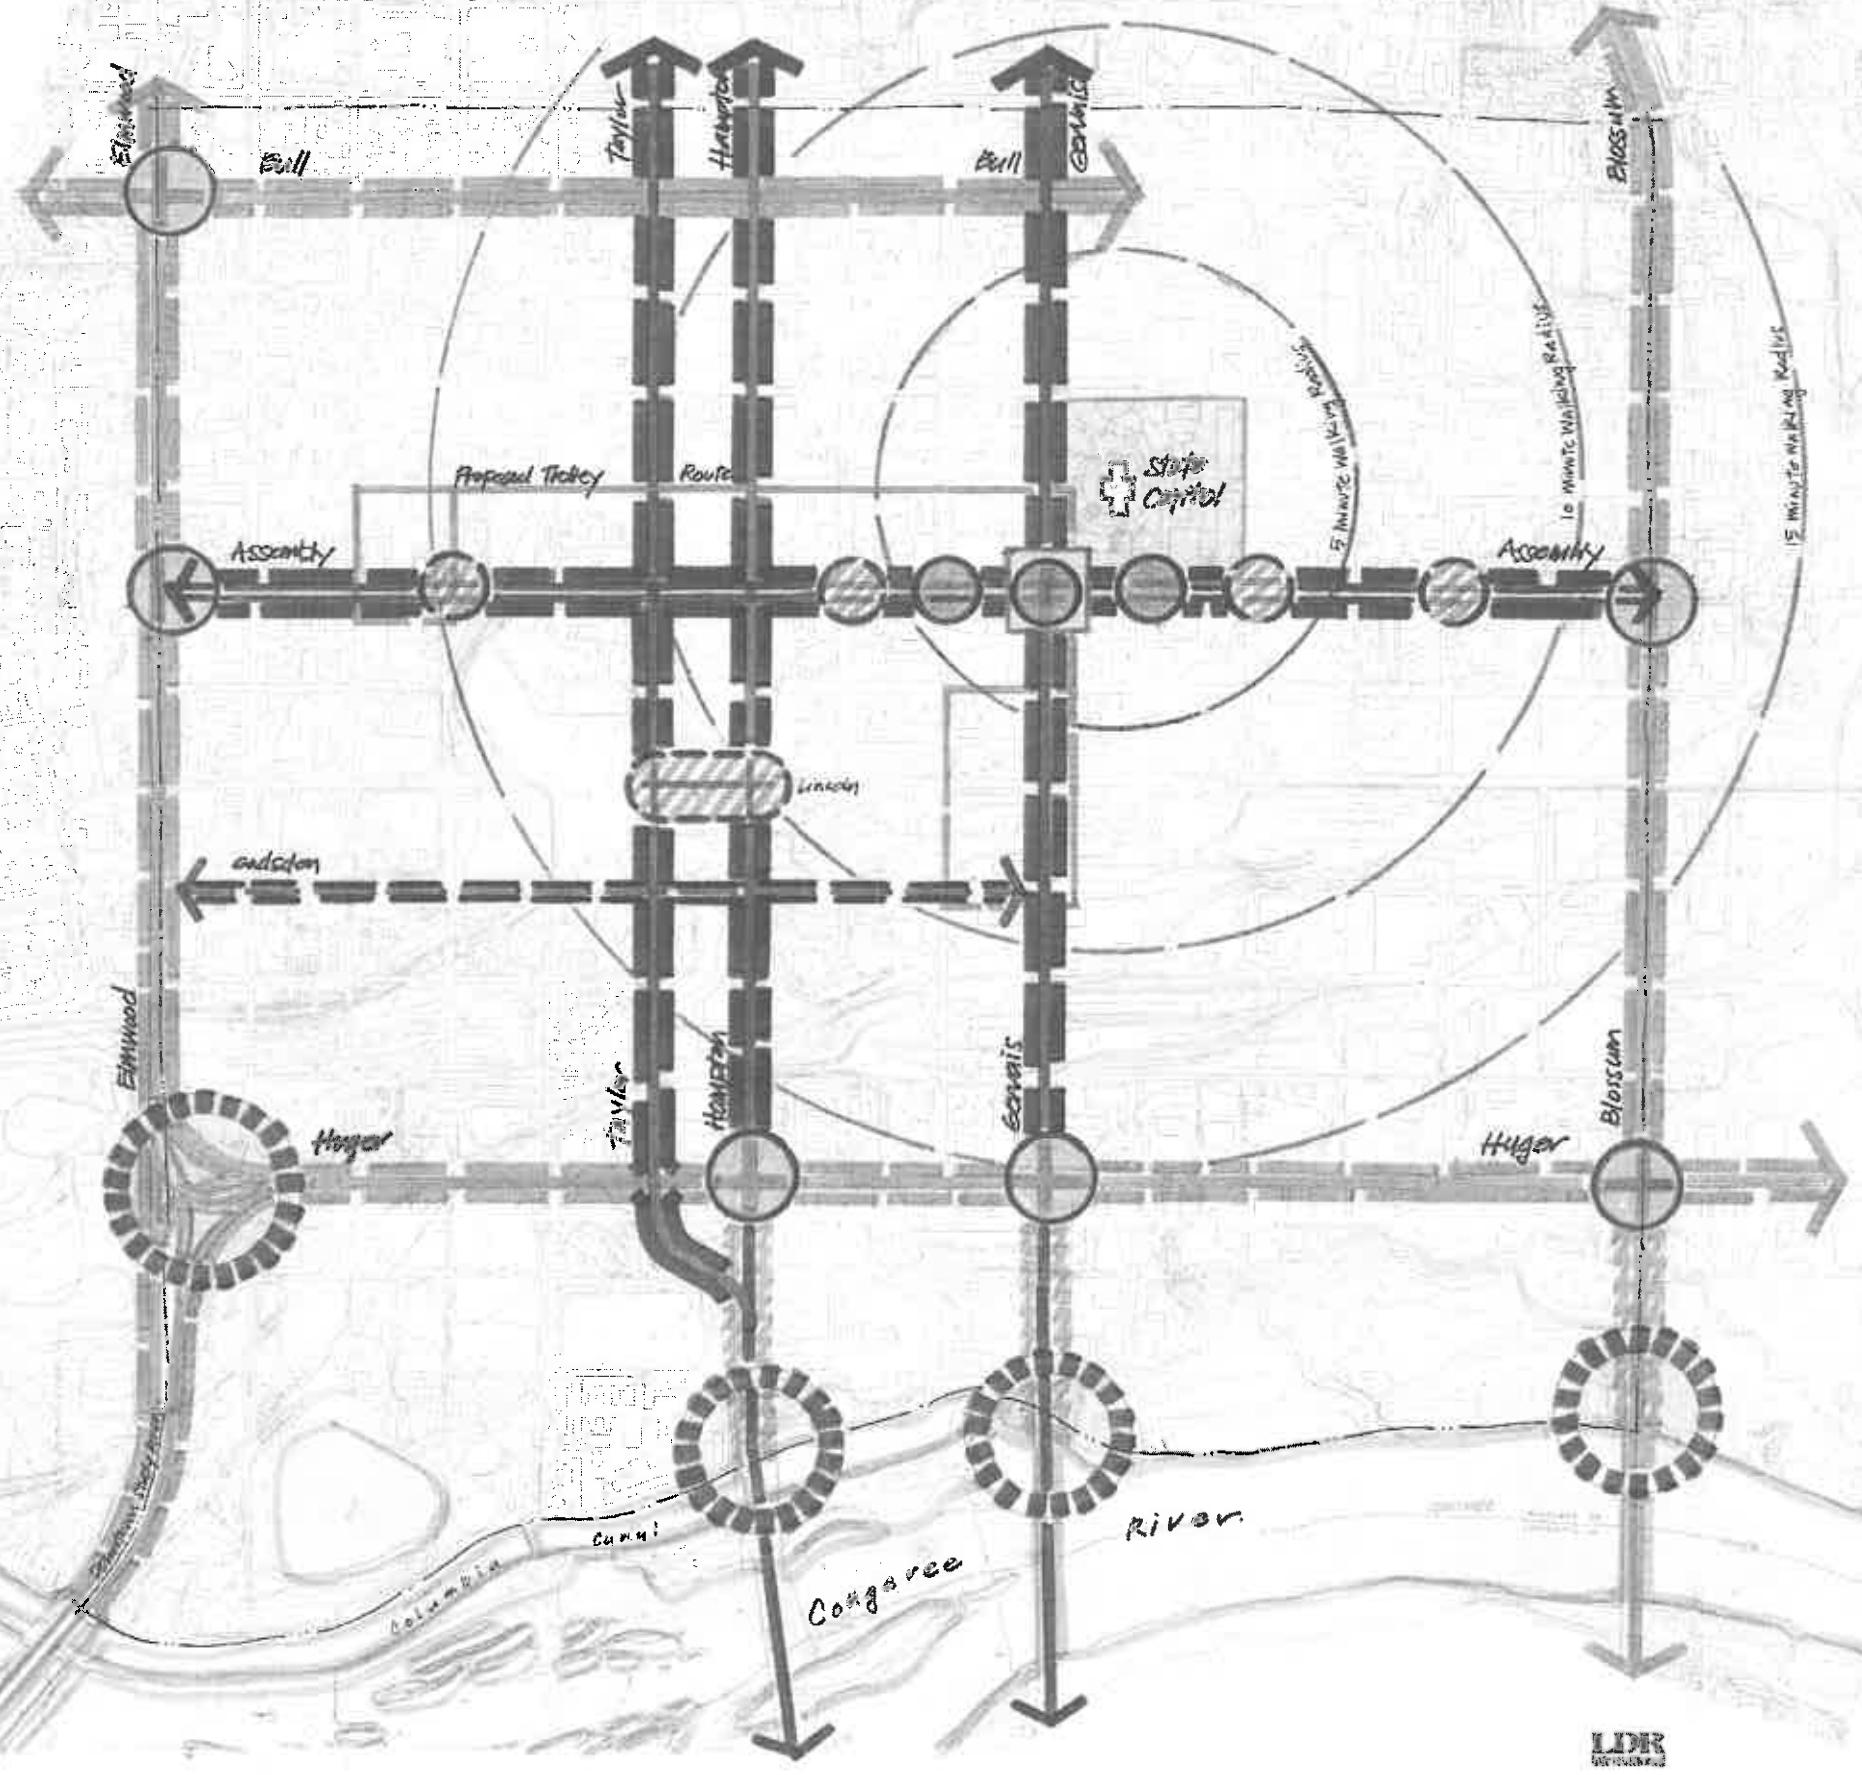 Elmwood
Taylor
Hampton
Gervais
Blossum
Bull
Bull
5 Minute Walking Radius
10 Minute Walking Radius
15 Minute Walking Radius
Proposed Trolley Route
State
Capitol
Assembly
Assembly
Lincoln
Gadsden
Elmwood
Taylor
Hampton
Gervais
Blossum
Huger
Huger
Columbia Canal
Congaree River
LDR